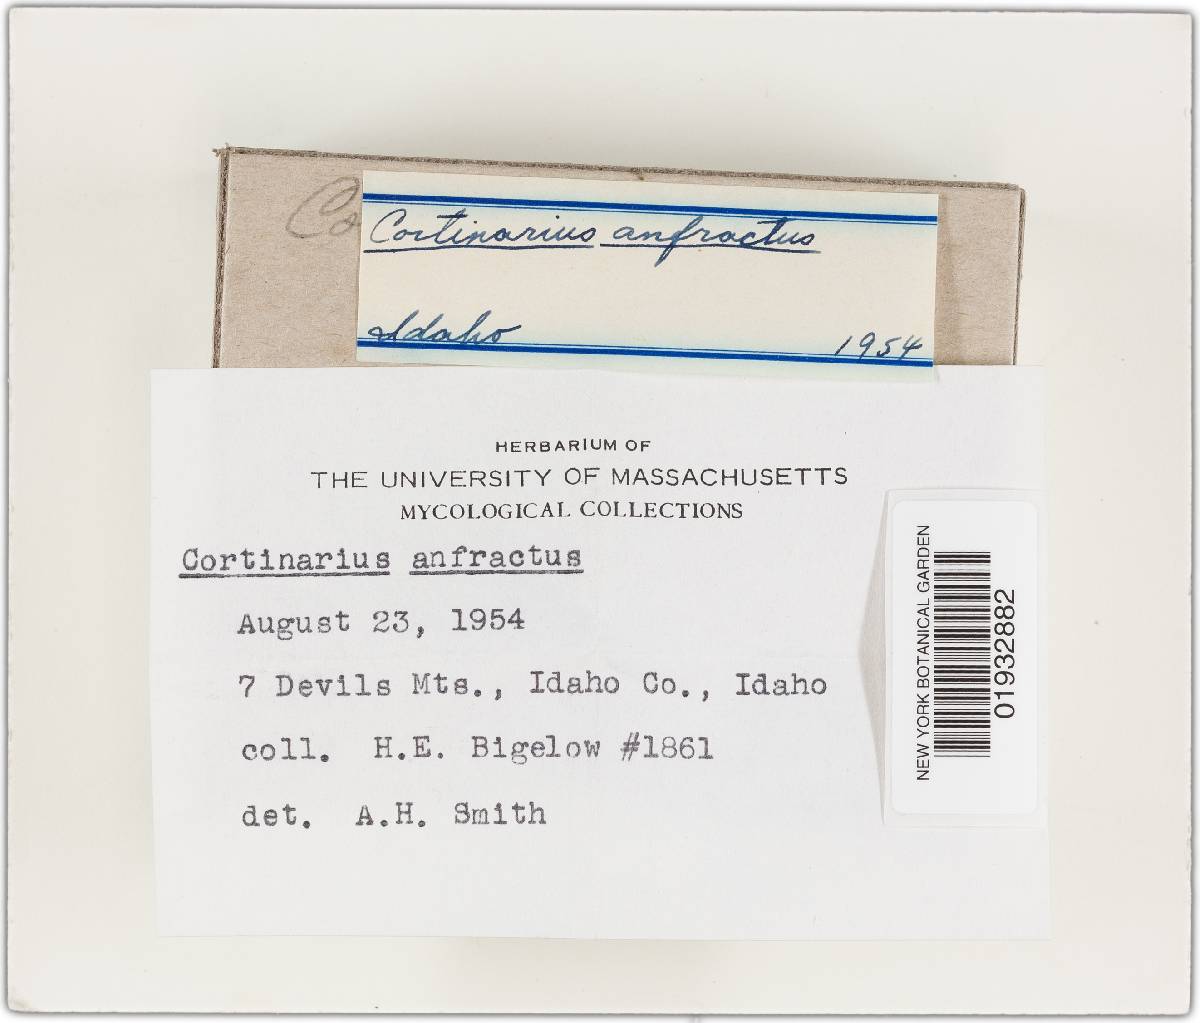 Co
Cortinarius anfractus
Idaho 1954
HERBARIUM OF
THE UNIVERSITY OF MASSACHUSETTS
MYCOLOGICAL COLLECTIONS
Cortinarius anfractus
August 23, 1954
7 Devils Mts., Idaho Co., Idaho
coll. H.E. Bigelow #1861
det. A.H. Smith
NEW YORK BOTANICAL GARDEN
01932882